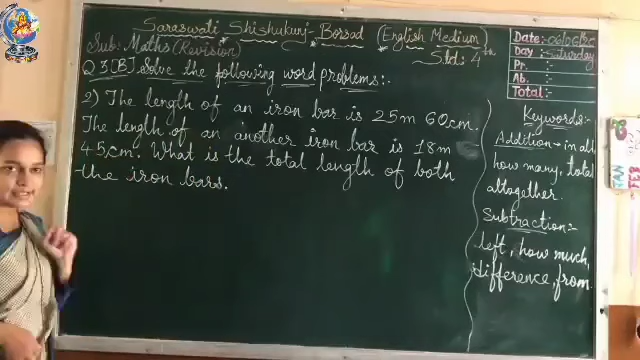 Saraswati Shishukunj - Borsad (English Medium)
Sub: Maths (Revision)
Std: 4th
Q 3 [B] Solve the following word problems:-
2) The length of an iron bar is 25m 60cm.
The length of an another iron bar is 18m
45cm. What is the total length of both
the iron bars.
Date:-
Day :- Saturday
Pr. :-
Ab. :-
Total:-
Keywords:-
Addition → in all
how many, total
altogether.
Subtraction:-
left, how much,
difference, from.